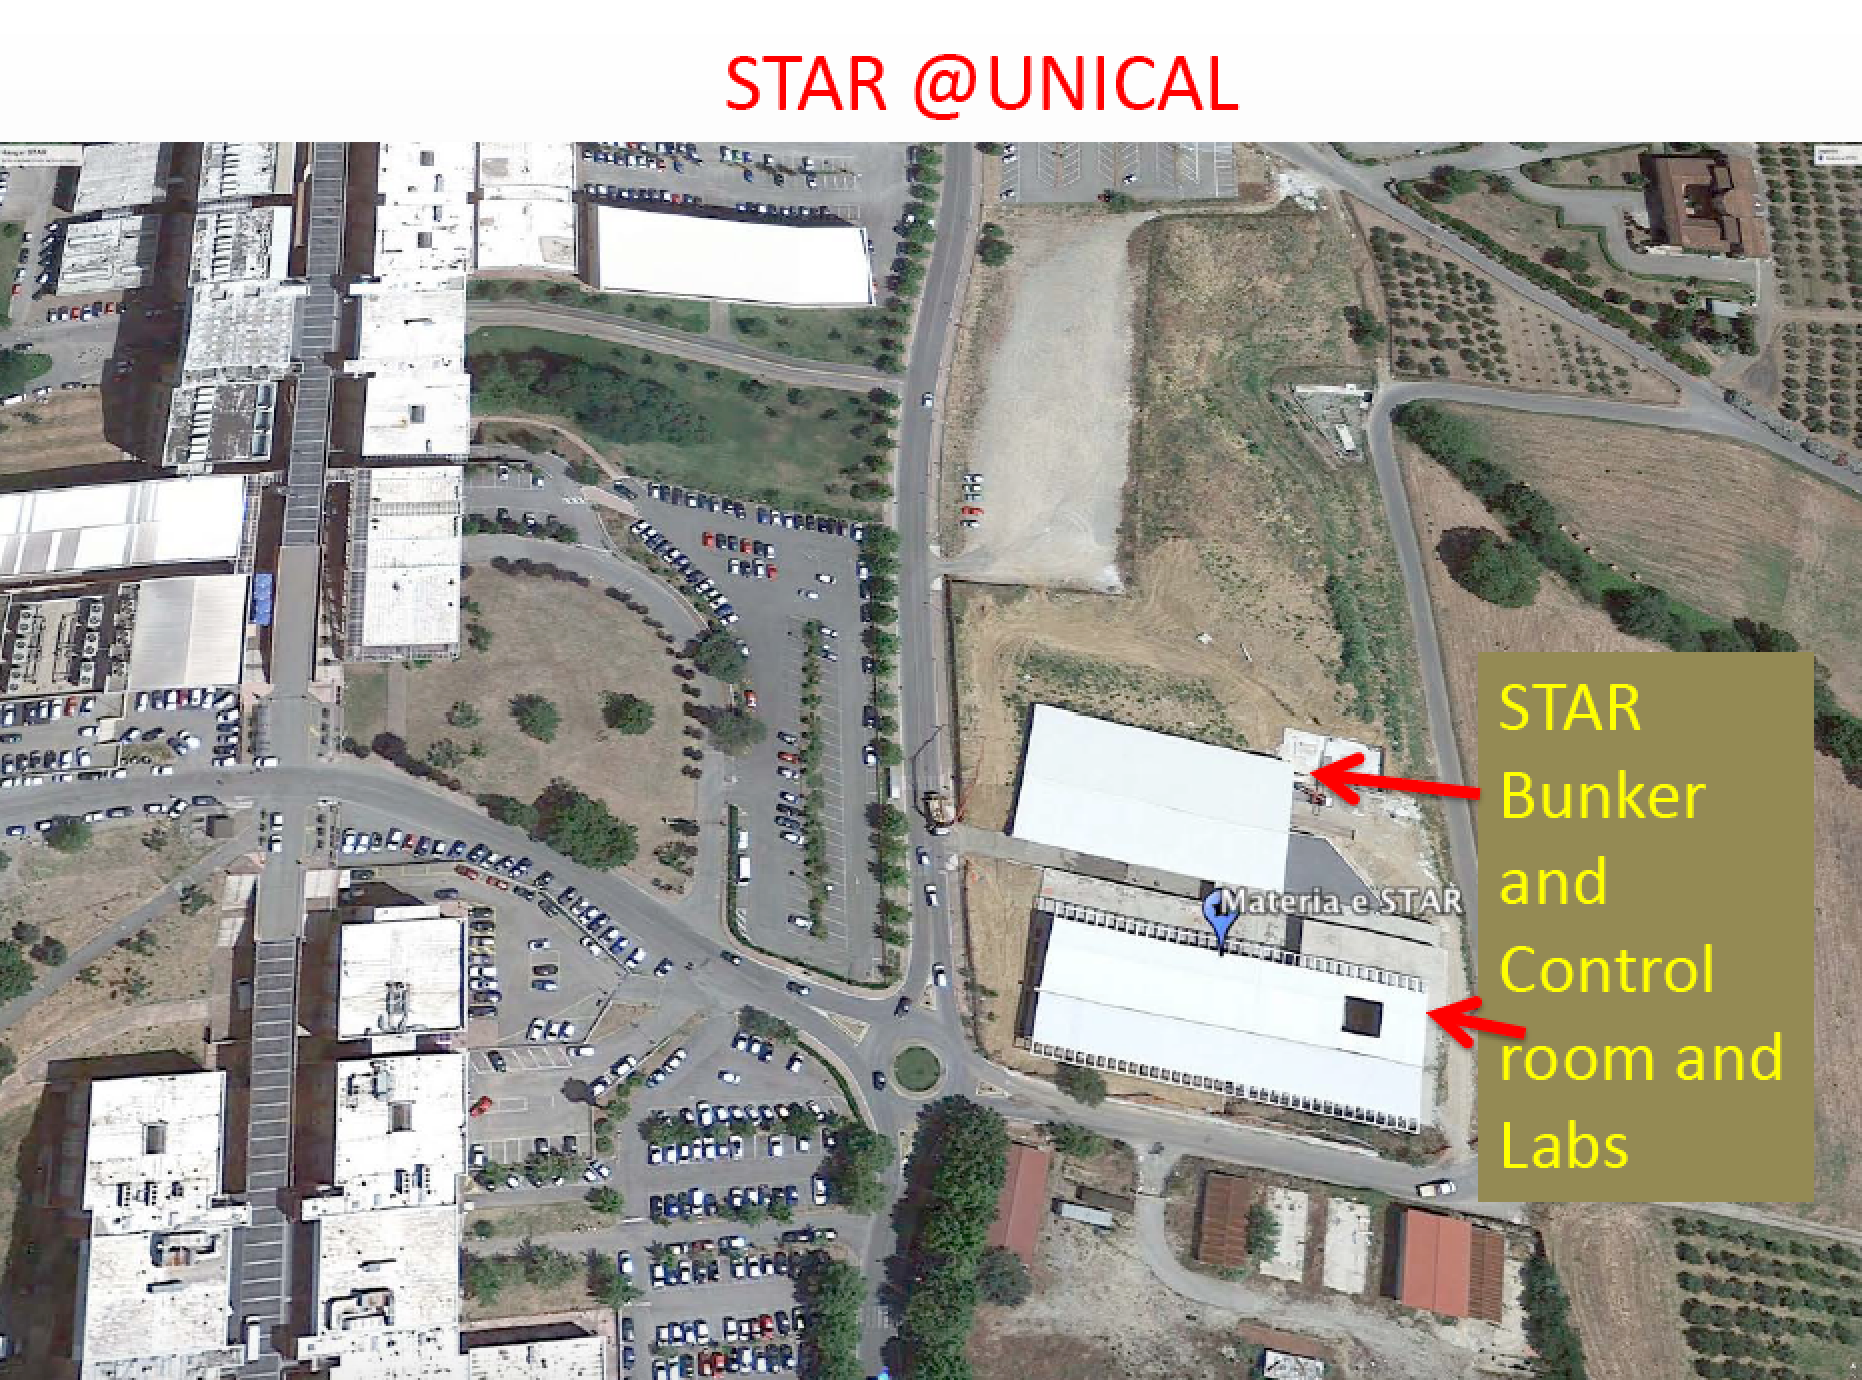 STAR @UNICAL
Materia e STAR
STAR
Bunker
and
Control
room and
Labs